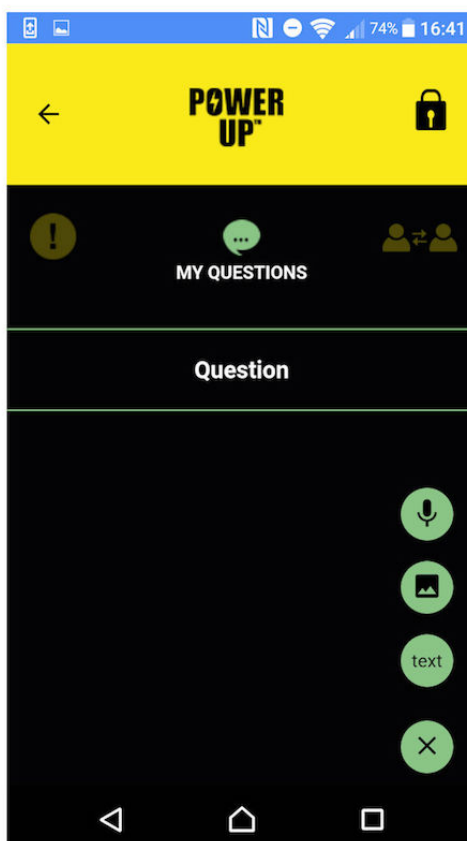 74% 16:41
POWER
UP™
MY QUESTIONS
Question
text